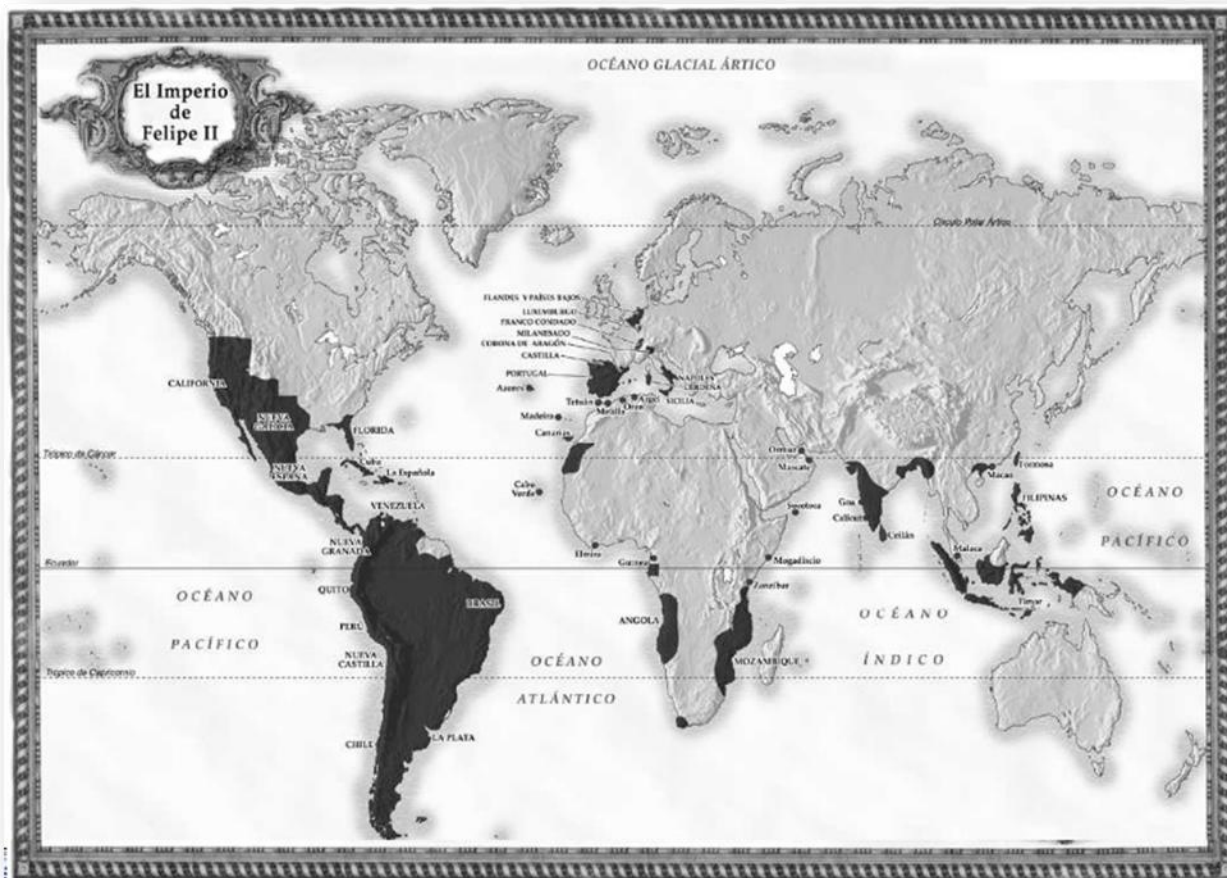 El Imperio
de
Felipe II
OCÉANO GLACIAL ÁRTICO
Círculo Polar Ártico
FLANDES Y PAÍSES BAJOS
LUXEMBURGO
FRANCO CONDADO
MILANESADO
CORONA DE ARAGÓN
CASTILLA
PORTUGAL
NÁPOLES
CERDEÑA
SICILIA
Azores
Tetuán
Melilla
Orán
Argel
Madeira
Canarias
Cabo
Verde
CALIFORNIA
NUEVA
GALICIA
FLORIDA
Trópico de Cáncer
NUEVA
ESPAÑA
Cuba
La Española
VENEZUELA
NUEVA
GRANADA
Ecuador
QUITO
BRASIL
PERÚ
NUEVA
CASTILLA
Trópico de Capricornio
CHILE
LA PLATA
OCÉANO
PACÍFICO
OCÉANO
ATLÁNTICO
Elmina
Guinea
ANGOLA
MOZAMBIQUE
Zanzíbar
Mogadiscio
Socotora
Ormuz
Mascate
Goa
Calicut
Ceilán
Macao
Formosa
FILIPINAS
Malaca
Timor
OCÉANO
ÍNDICO
OCÉANO
PACÍFICO